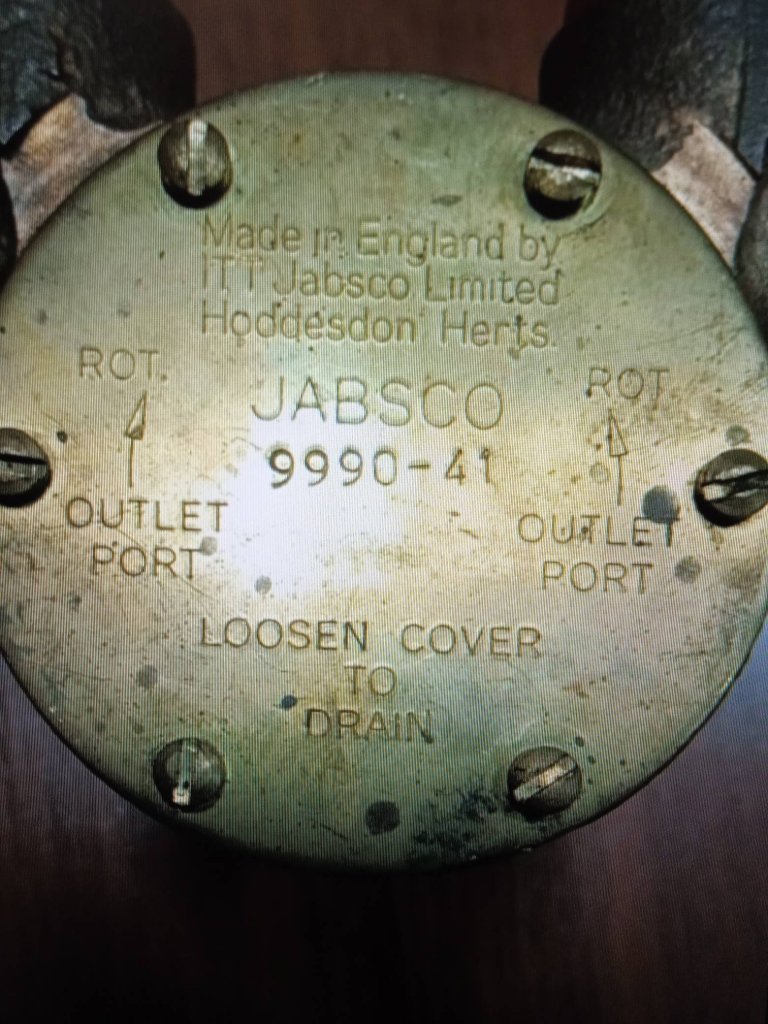 Made in England by
ITT Jabsco Limited
Hoddesdon Herts.
ROT.
ROT.
JABSCO
9990-41
OUTLET
PORT
OUTLET
PORT
LOOSEN COVER
TO
DRAIN